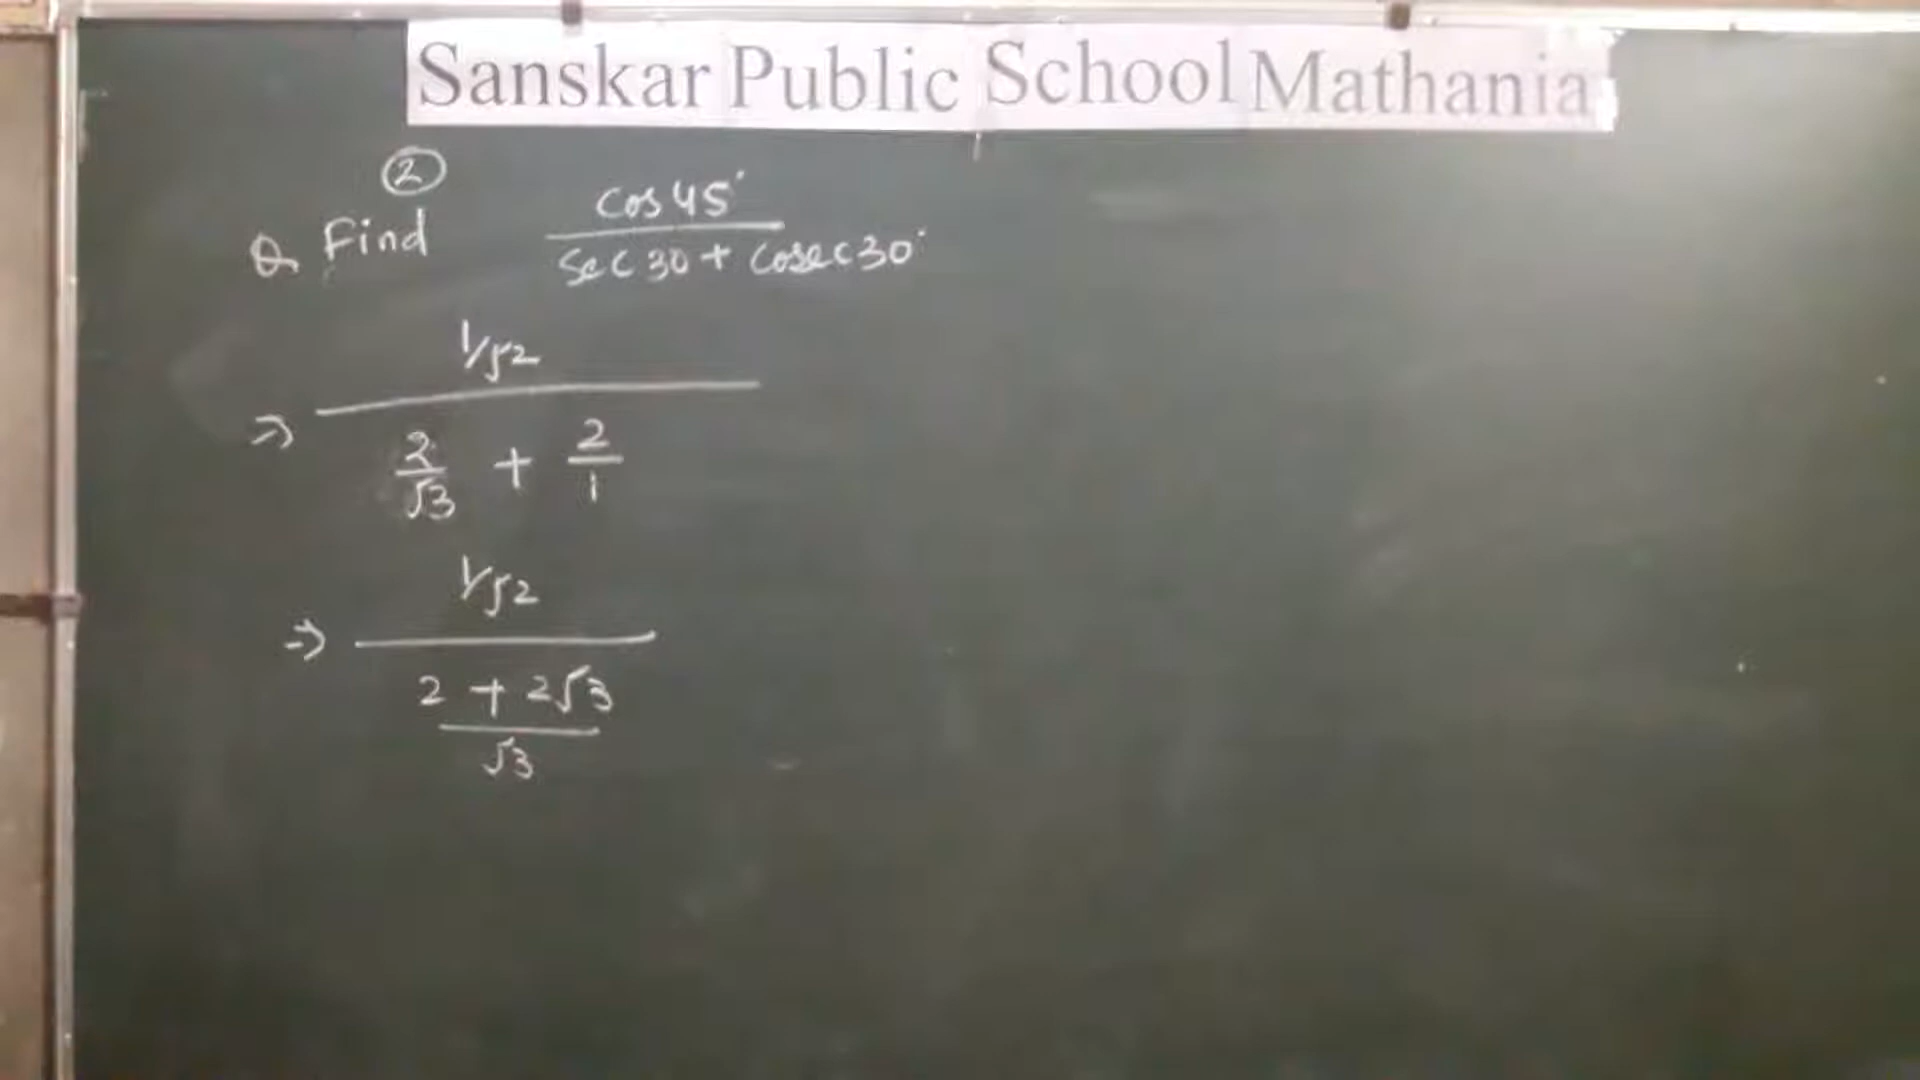 Sanskar Public School Mathania
②
Q Find cos 45° / sec 30 + cosec 30°
⇒ 1/√2 / 2/√3 + 2/1
⇒ 1/√2 / 2 + 2√3 / √3